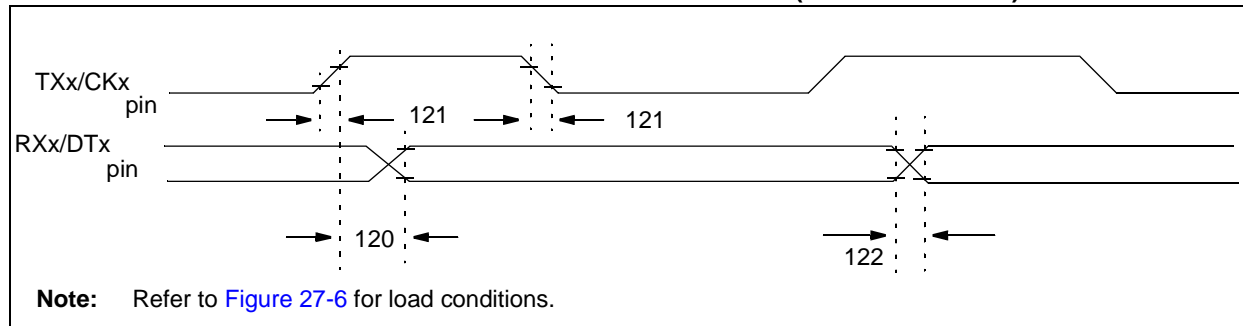 TXx/CKx
pin
121
121
RXx/DTx
pin
120
122
Note: Refer to Figure 27-6 for load conditions.